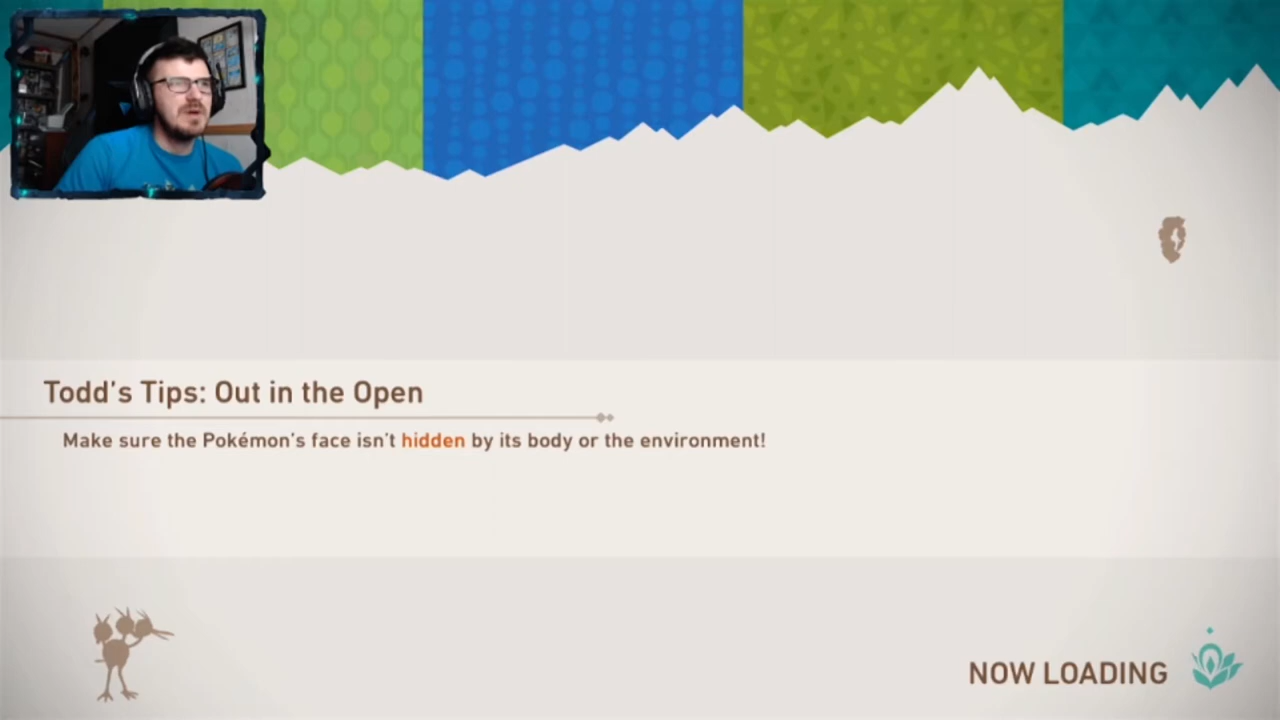 Todd's Tips: Out in the Open
Make sure the Pokémon's face isn't hidden by its body or the environment!
NOW LOADING